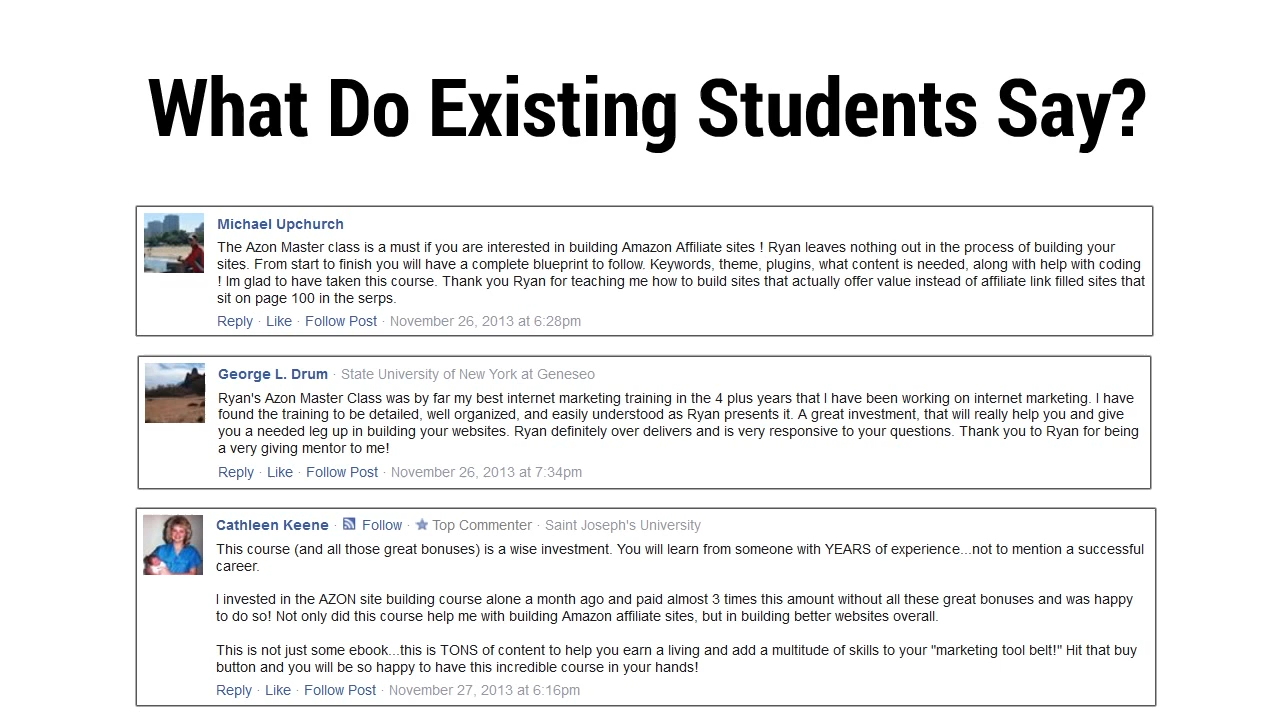 What Do Existing Students Say?
Michael Upchurch
The Azon Master class is a must if you are interested in building Amazon Affiliate sites ! Ryan leaves nothing out in the process of building your
sites. From start to finish you will have a complete blueprint to follow. Keywords, theme, plugins, what content is needed, along with help with coding
! Im glad to have taken this course. Thank you Ryan for teaching me how to build sites that actually offer value instead of affiliate link filled sites that
sit on page 100 in the serps.
Reply · Like · Follow Post · November 26, 2013 at 6:28pm
George L. Drum · State University of New York at Geneseo
Ryan's Azon Master Class was by far my best internet marketing training in the 4 plus years that I have been working on internet marketing. I have
found the training to be detailed, well organized, and easily understood as Ryan presents it. A great investment, that will really help you and give
you a needed leg up in building your websites. Ryan definitely over delivers and is very responsive to your questions. Thank you to Ryan for being
a very giving mentor to me!
Reply · Like · Follow Post · November 26, 2013 at 7:34pm
Cathleen Keene · Follow · Top Commenter · Saint Joseph's University
This course (and all those great bonuses) is a wise investment. You will learn from someone with YEARS of experience...not to mention a successful
career.
I invested in the AZON site building course alone a month ago and paid almost 3 times this amount without all these great bonuses and was happy
to do so! Not only did this course help me with building Amazon affiliate sites, but in building better websites overall.
This is not just some ebook...this is TONS of content to help you earn a living and add a multitude of skills to your "marketing tool belt!" Hit that buy
button and you will be so happy to have this incredible course in your hands!
Reply · Like · Follow Post · November 27, 2013 at 6:16pm